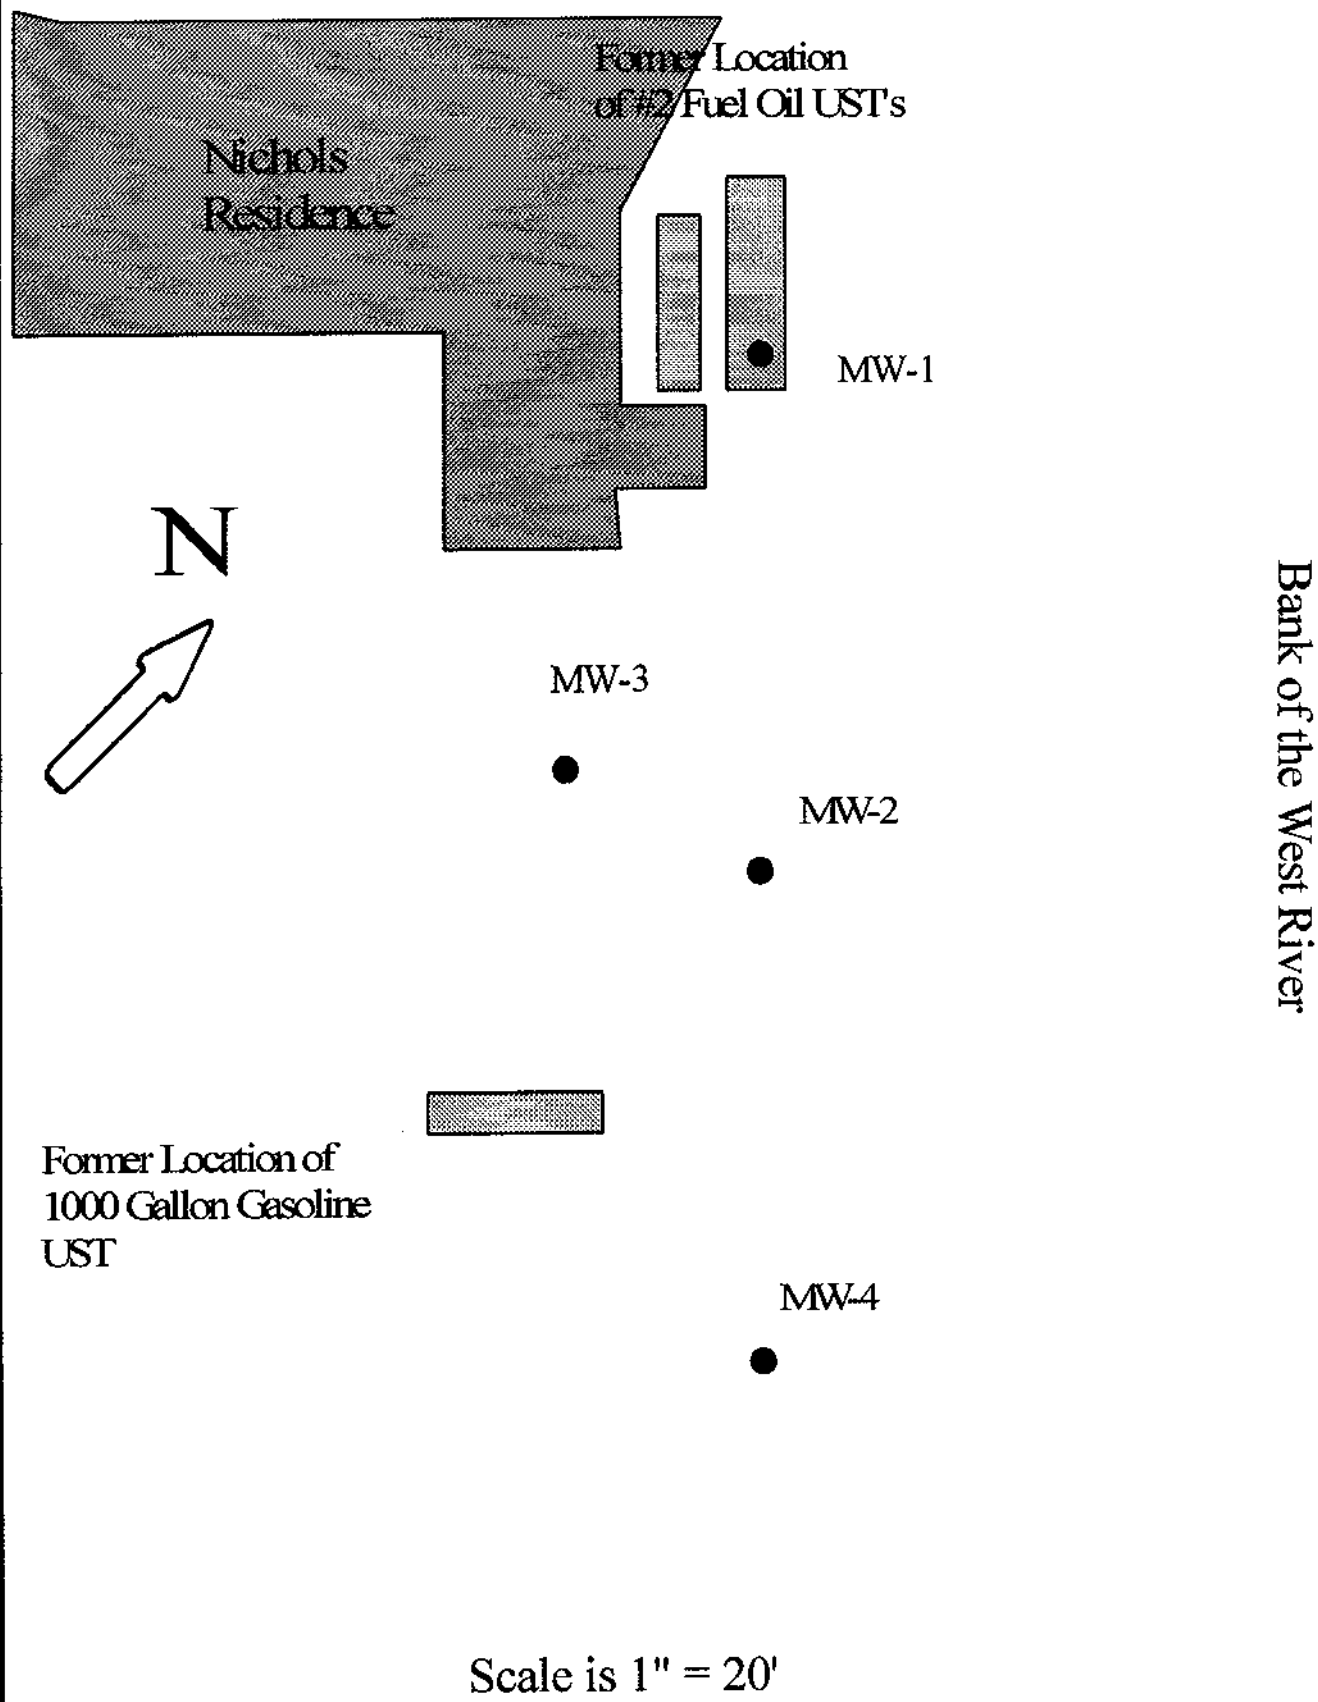 Former Location
of #2 Fuel Oil UST's
Nichols
Residence
MW-1
N
Bank of the West River
MW-3
MW-2
Former Location of
1000 Gallon Gasoline
UST
MW-4
Scale is 1" = 20'